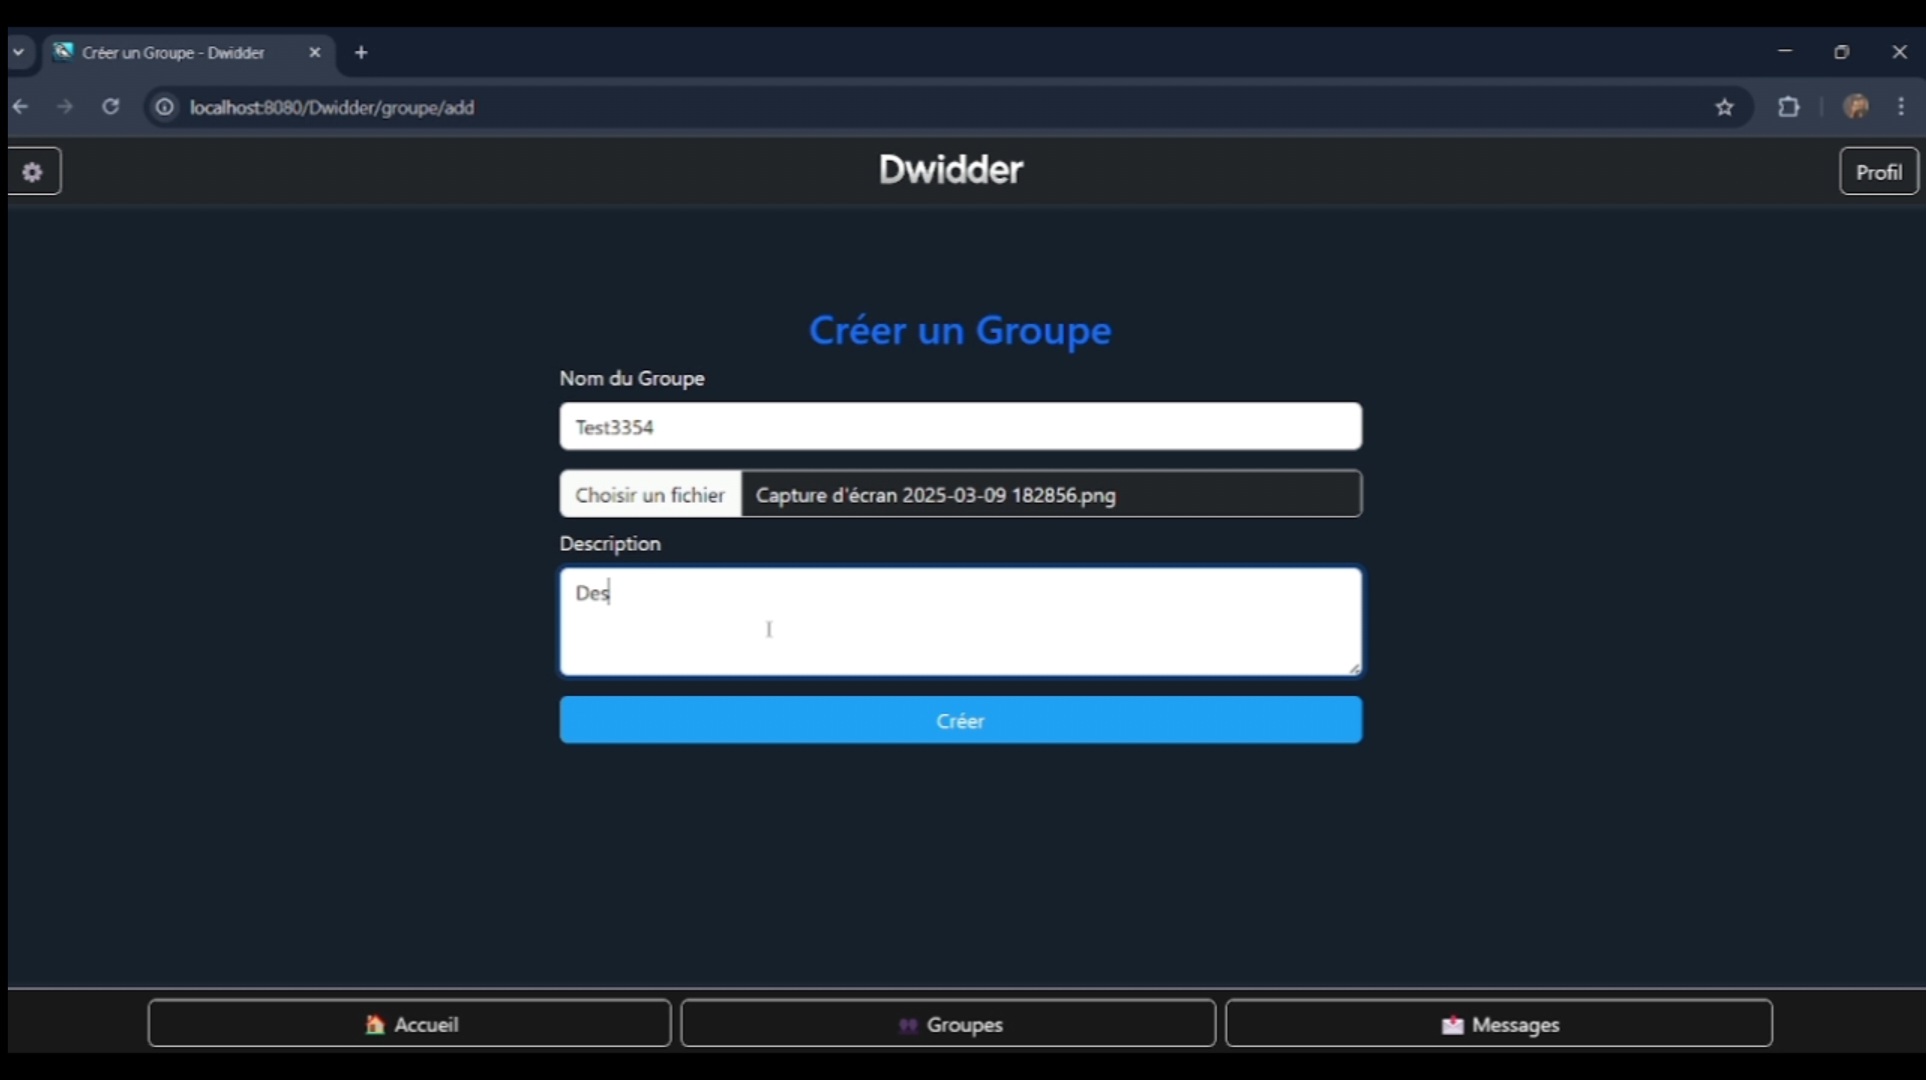 Créer un Groupe - Dwidder
localhost:8080/Dwidder/groupe/add
Dwidder
Profil
Créer un Groupe
Nom du Groupe
Test3354
Choisir un fichier Capture d'écran 2025-03-09 182856.png
Description
Des
Créer
Accueil
Groupes
Messages